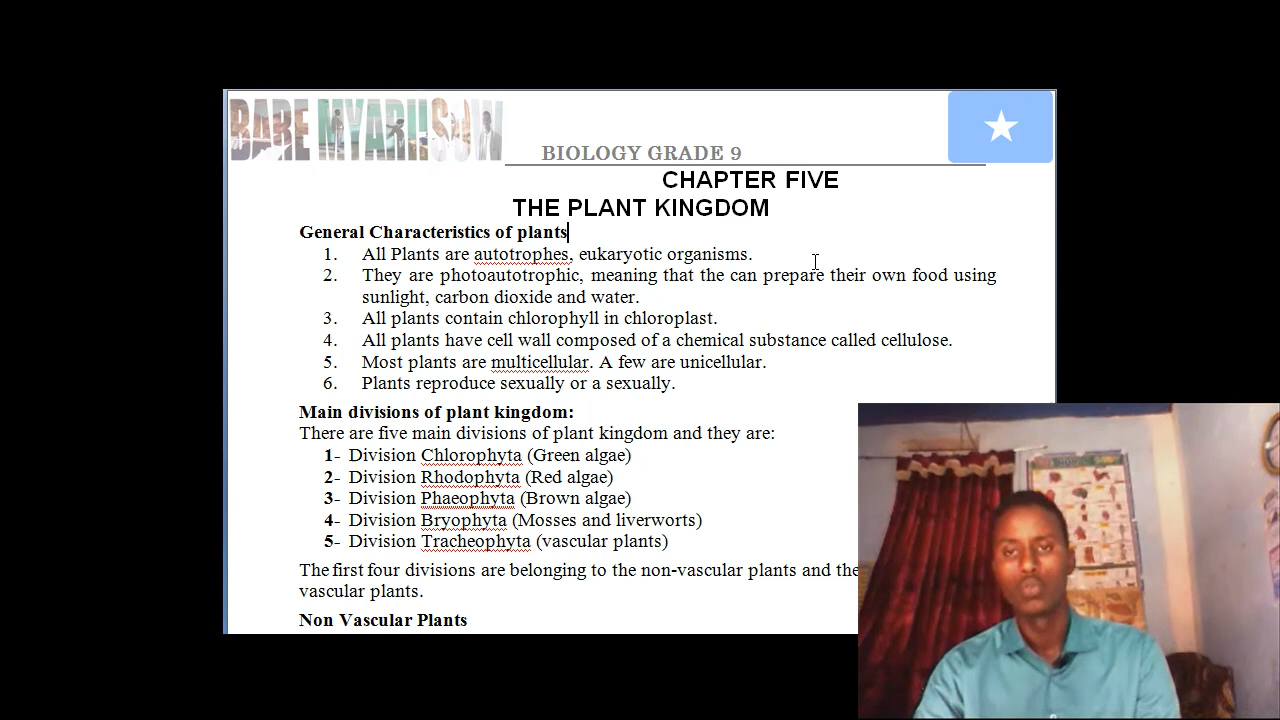 BARE MYARIISOW
BIOLOGY GRADE 9
CHAPTER FIVE
THE PLANT KINGDOM
General Characteristics of plants
1. All Plants are autotrophes, eukaryotic organisms.
2. They are photoautotrophic, meaning that the can prepare their own food using
sunlight, carbon dioxide and water.
3. All plants contain chlorophyll in chloroplast.
4. All plants have cell wall composed of a chemical substance called cellulose.
5. Most plants are multicellular. A few are unicellular.
6. Plants reproduce sexually or a sexually.
Main divisions of plant kingdom:
There are five main divisions of plant kingdom and they are:
1- Division Chlorophyta (Green algae)
2- Division Rhodophyta (Red algae)
3- Division Phaeophyta (Brown algae)
4- Division Bryophyta (Mosses and liverworts)
5- Division Tracheophyta (vascular plants)
The first four divisions are belonging to the non-vascular plants and the
vascular plants.
Non Vascular Plants